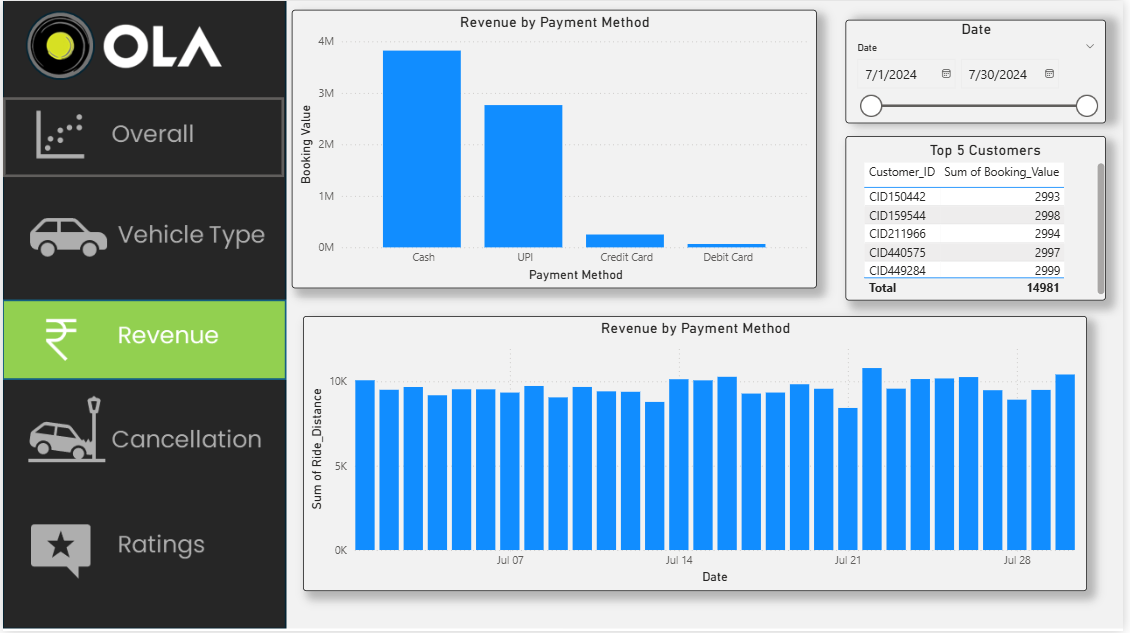 OLA
Overall
Vehicle Type
Revenue
Cancellation
Ratings
Revenue by Payment Method
Booking Value
4M
3M
2M
1M
0M
Cash UPI Credit Card Debit Card
Payment Method
Date
Date
7/1/2024 7/30/2024
Top 5 Customers
Customer_ID Sum of Booking_Value
CID150442 2993
CID159544 2998
CID211966 2994
CID440575 2997
CID449284 2999
Total 14981
Revenue by Payment Method
Sum of Ride_Distance
10K
5K
0K
Jul 07 Jul 14 Jul 21 Jul 28
Date